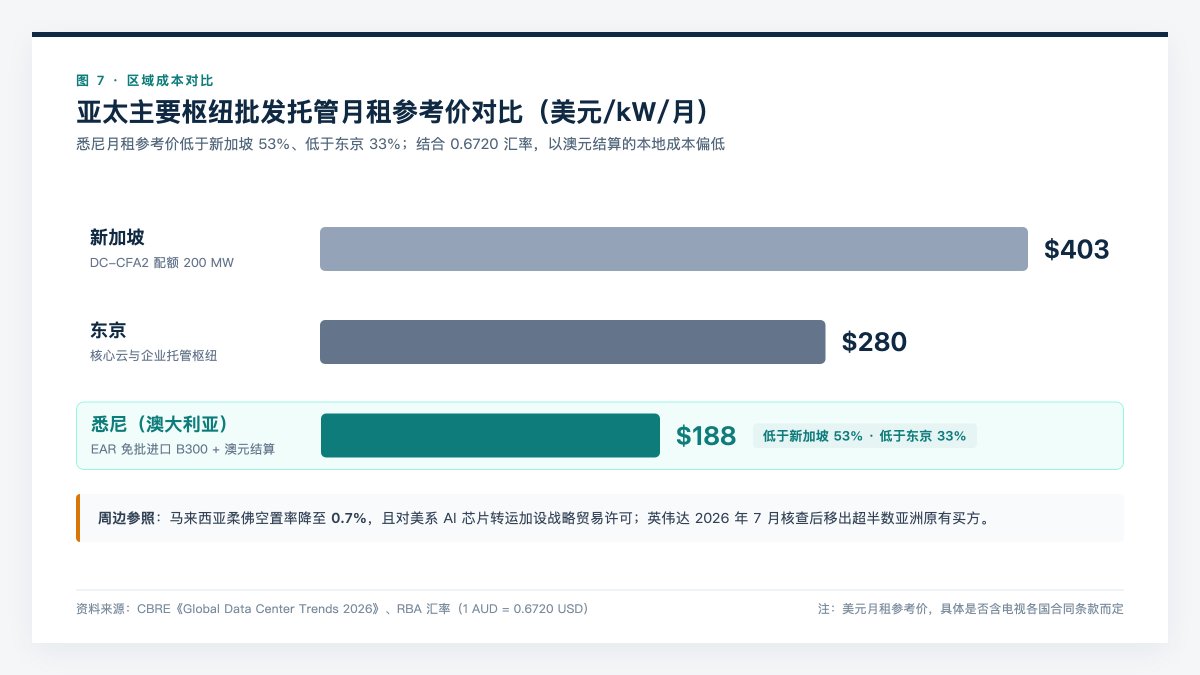 图 7 · 区域成本对比
亚太主要枢纽批发托管月租参考价对比（美元/kW/月）
悉尼月租参考价低于新加坡 53%、低于东京 33%；结合 0.6720 汇率，以澳元结算的本地成本偏低
新加坡
DC-CFA2 配额 200 MW
$403
东京
核心云与企业托管枢纽
$280
悉尼（澳大利亚）
EAR 免批进口 B300 + 澳元结算
$188
低于新加坡 53% · 低于东京 33%
周边参照：马来西亚柔佛空置率降至 0.7%，且对美系 AI 芯片转运加设战略贸易许可；英伟达 2026 年 7 月核查后移出超半数亚洲原有买方。
资料来源：CBRE《Global Data Center Trends 2026》、RBA 汇率（1 AUD = 0.6720 USD）
注：美元月租参考价，具体是否含电视各国合同条款而定